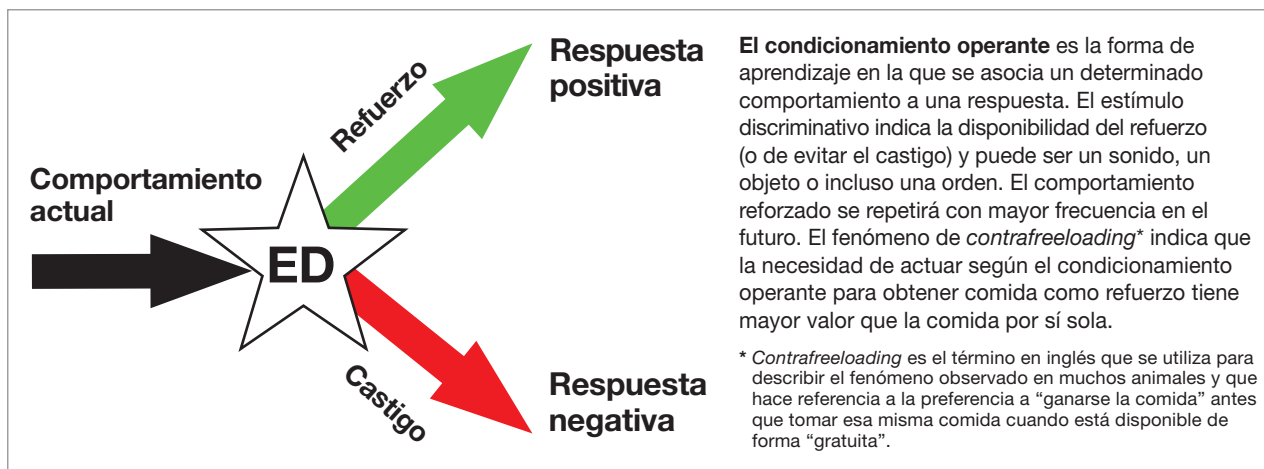 Comportamiento
actual
ED
Refuerzo
Respuesta
positiva
Castigo
Respuesta
negativa
El condicionamiento operante es la forma de
aprendizaje en la que se asocia un determinado
comportamiento a una respuesta. El estímulo
discriminativo indica la disponibilidad del refuerzo
(o de evitar el castigo) y puede ser un sonido, un
objeto o incluso una orden. El comportamiento
reforzado se repetirá con mayor frecuencia en el
futuro. El fenómeno de contrafreeloading* indica que
la necesidad de actuar según el condicionamiento
operante para obtener comida como refuerzo tiene
mayor valor que la comida por sí sola.
* Contrafreeloading es el término en inglés que se utiliza para
describir el fenómeno observado en muchos animales y que
hace referencia a la preferencia a “ganarse la comida” antes
que tomar esa misma comida cuando está disponible de
forma “gratuita”.